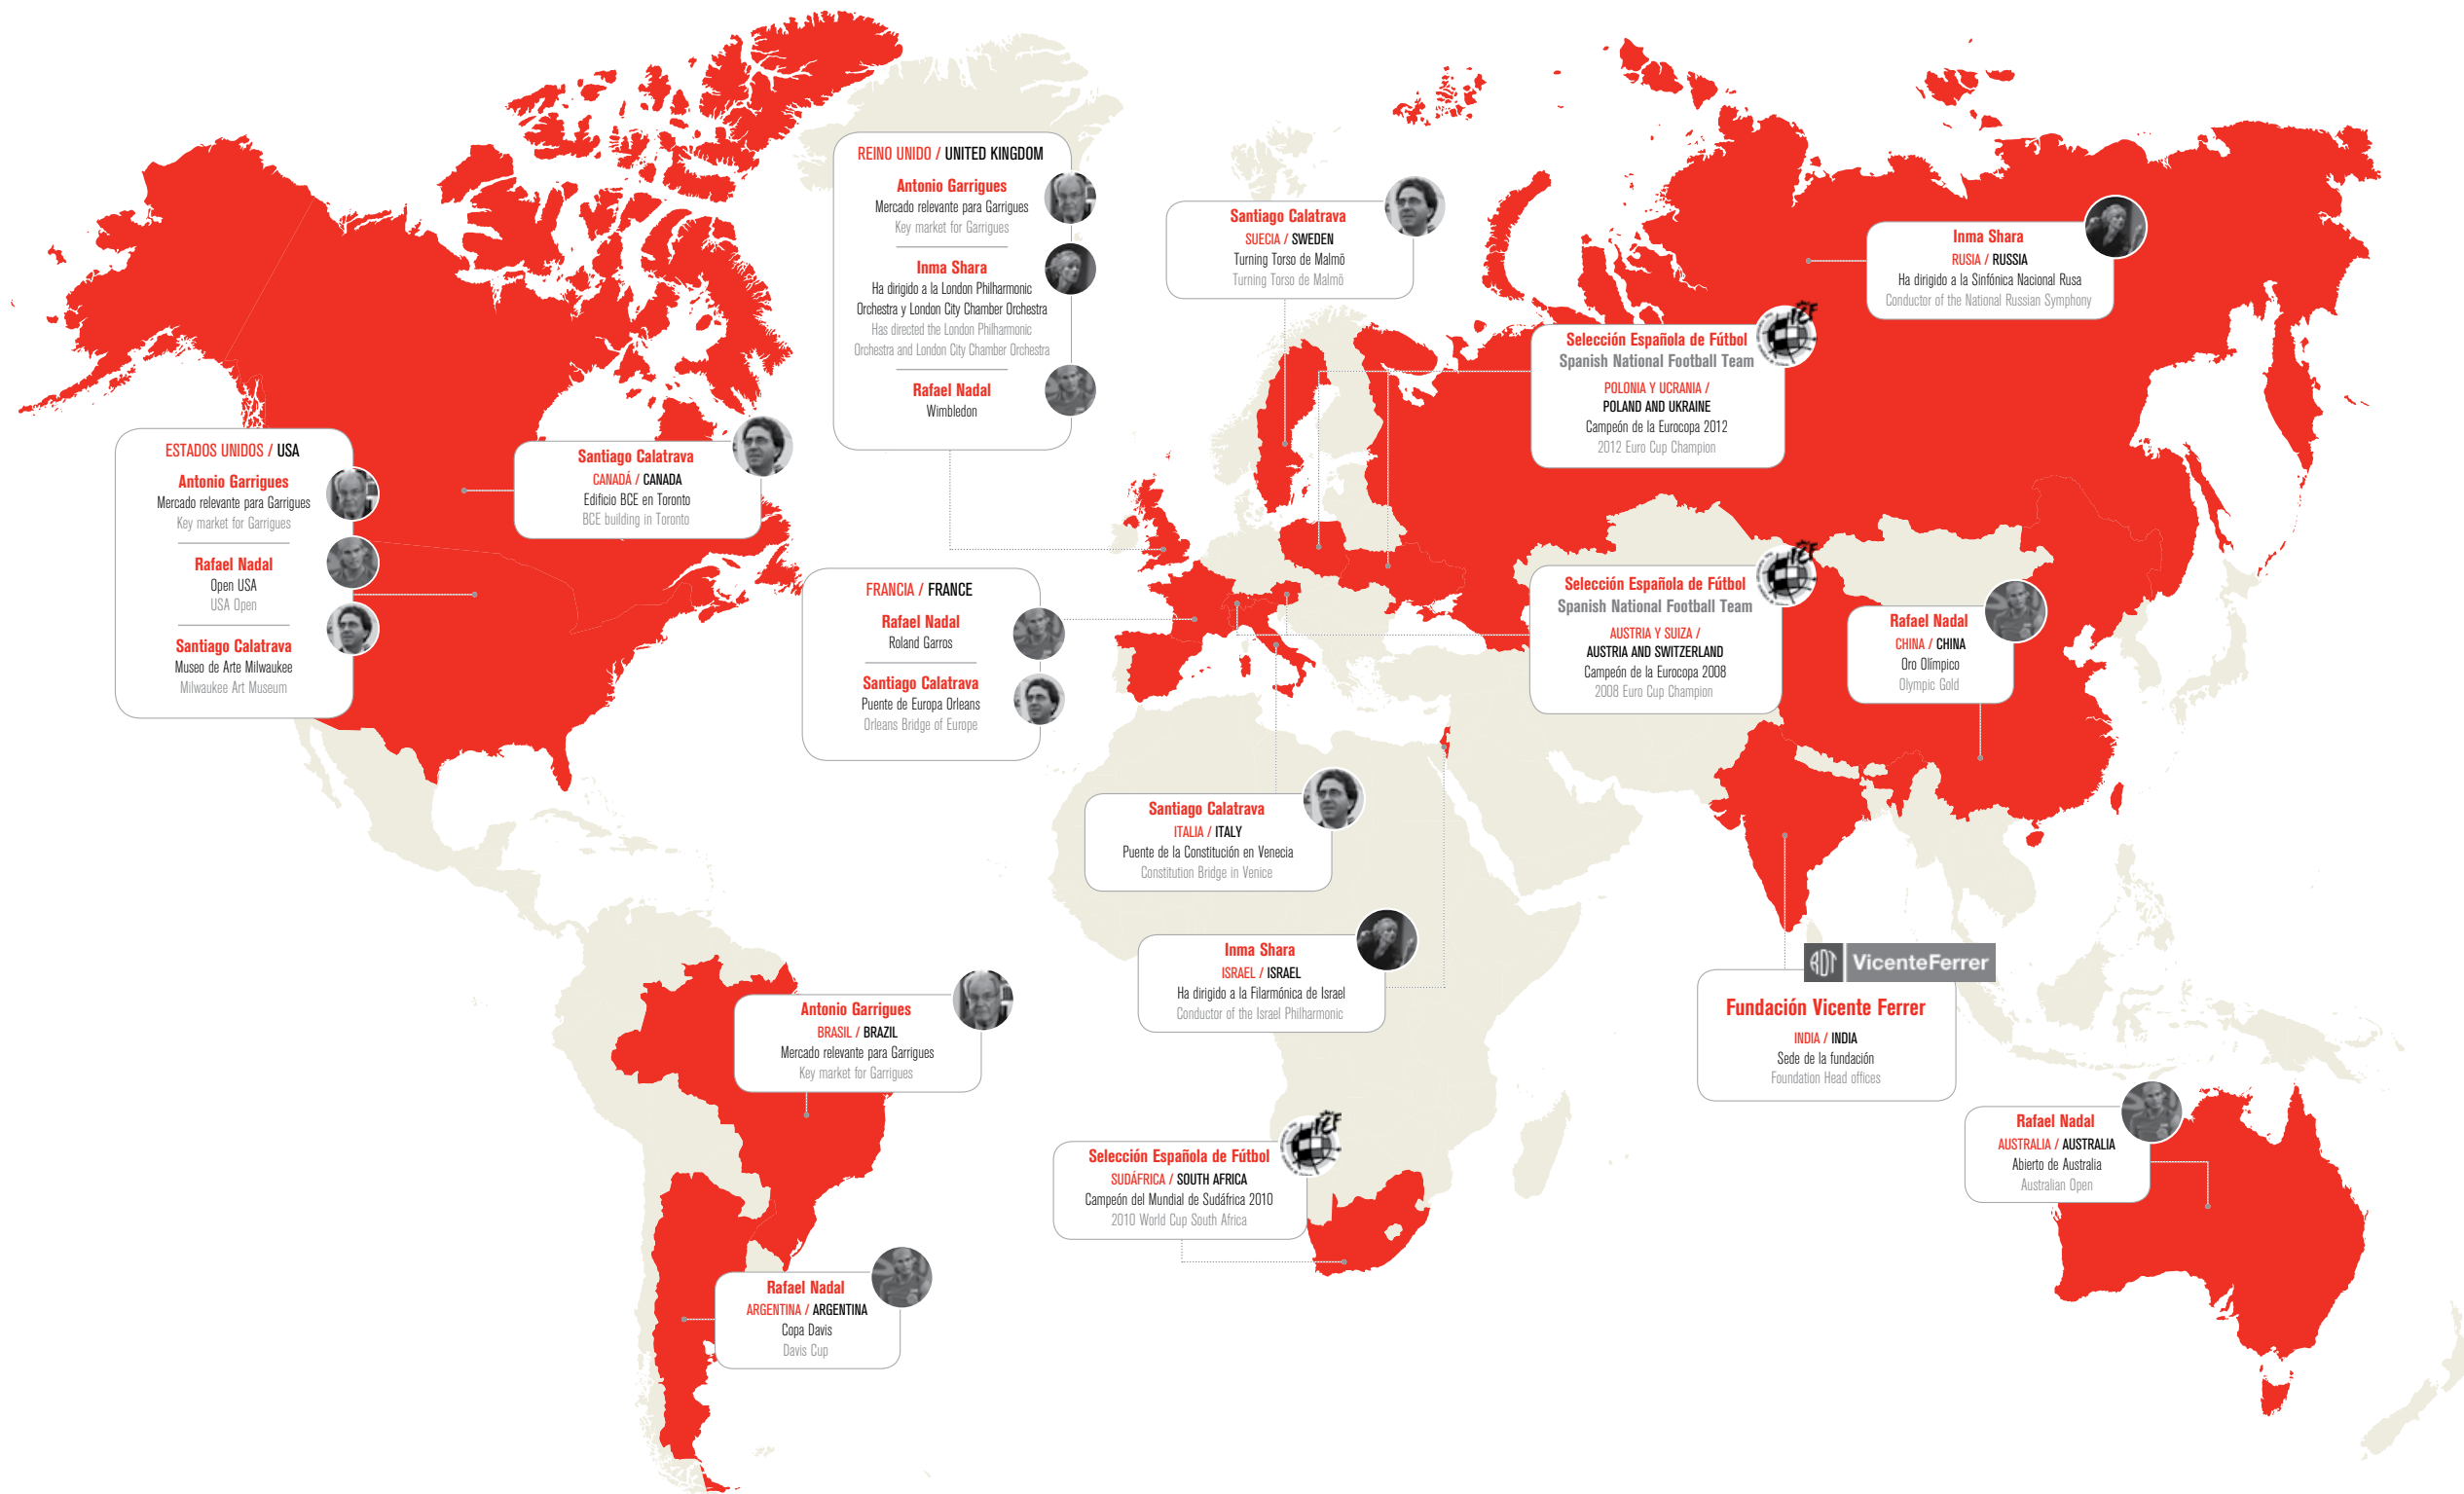 REINO UNIDO / UNITED KINGDOM
Antonio Garrigues
Mercado relevante para Garrigues
Key market for Garrigues
Inma Shara
Ha dirigido a la London Philharmonic
Orchestra y London City Chamber Orchestra
Has directed the London Philharmonic
Orchestra and London City Chamber Orchestra
Rafael Nadal
Wimbledon
Santiago Calatrava
SUECIA / SWEDEN
Turning Torso de Malmö
Turning Torso de Malmö
Inma Shara
RUSIA / RUSSIA
Ha dirigido a la Sinfónica Nacional Rusa
Conductor of the National Russian Symphony
Selección Española de Fútbol
Spanish National Football Team
POLONIA Y UCRANIA /
POLAND AND UKRAINE
Campeón de la Eurocopa 2012
2012 Euro Cup Champion
ESTADOS UNIDOS / USA
Antonio Garrigues
Mercado relevante para Garrigues
Key market for Garrigues
Rafael Nadal
Open USA
USA Open
Santiago Calatrava
Museo de Arte Milwaukee
Milwaukee Art Museum
Santiago Calatrava
CANADÁ / CANADA
Edificio BCE en Toronto
BCE building in Toronto
FRANCIA / FRANCE
Rafael Nadal
Roland Garros
Santiago Calatrava
Puente de Europa Orleans
Orleans Bridge of Europe
Selección Española de Fútbol
Spanish National Football Team
AUSTRIA Y SUIZA /
AUSTRIA AND SWITZERLAND
Campeón de la Eurocopa 2008
2008 Euro Cup Champion
Rafael Nadal
CHINA / CHINA
Oro Olímpico
Olympic Gold
Santiago Calatrava
ITALIA / ITALY
Puente de la Constitución en Venecia
Constitution Bridge in Venice
Inma Shara
ISRAEL / ISRAEL
Ha dirigido a la Filarmónica de Israel
Conductor of the Israel Philharmonic
VicenteFerrer
Fundación Vicente Ferrer
INDIA / INDIA
Sede de la fundación
Foundation Head offices
Antonio Garrigues
BRASIL / BRAZIL
Mercado relevante para Garrigues
Key market for Garrigues
Selección Española de Fútbol
SUDÁFRICA / SOUTH AFRICA
Campeón del Mundial de Sudáfrica 2010
2010 World Cup South Africa
Rafael Nadal
AUSTRALIA / AUSTRALIA
Abierto de Australia
Australian Open
Rafael Nadal
ARGENTINA / ARGENTINA
Copa Davis
Davis Cup